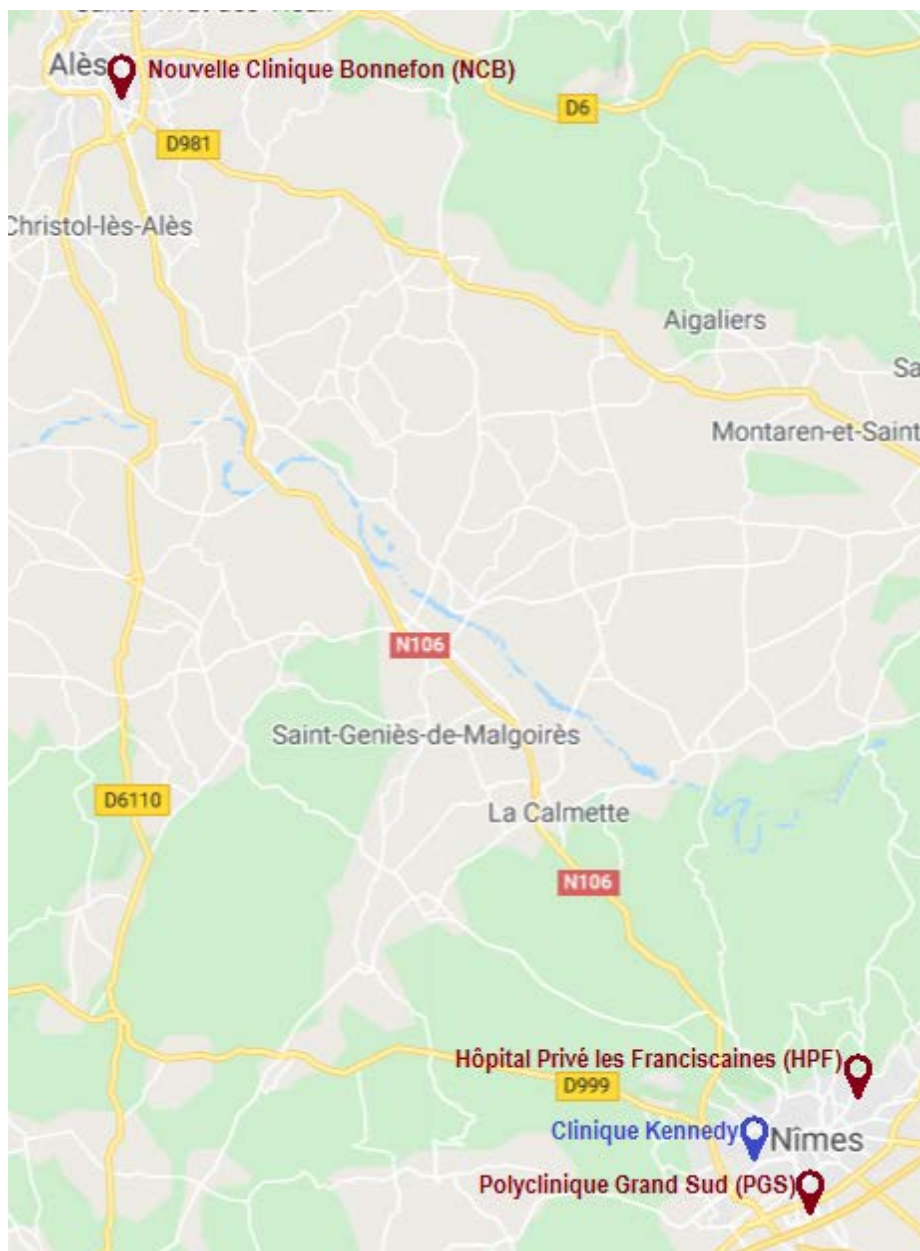 Alès
Nouvelle Clinique Bonnefon (NCB)
D6
D981
Christol-lès-Alès
Aigaliers
Sa
Montaren-et-Saint
N106
Saint-Geniès-de-Malgoirès
D6110
La Calmette
N106
Hôpital Privé les Franciscaines (HPF)
D999
Clinique Kennedy
Nîmes
Polyclinique Grand Sud (PGS)